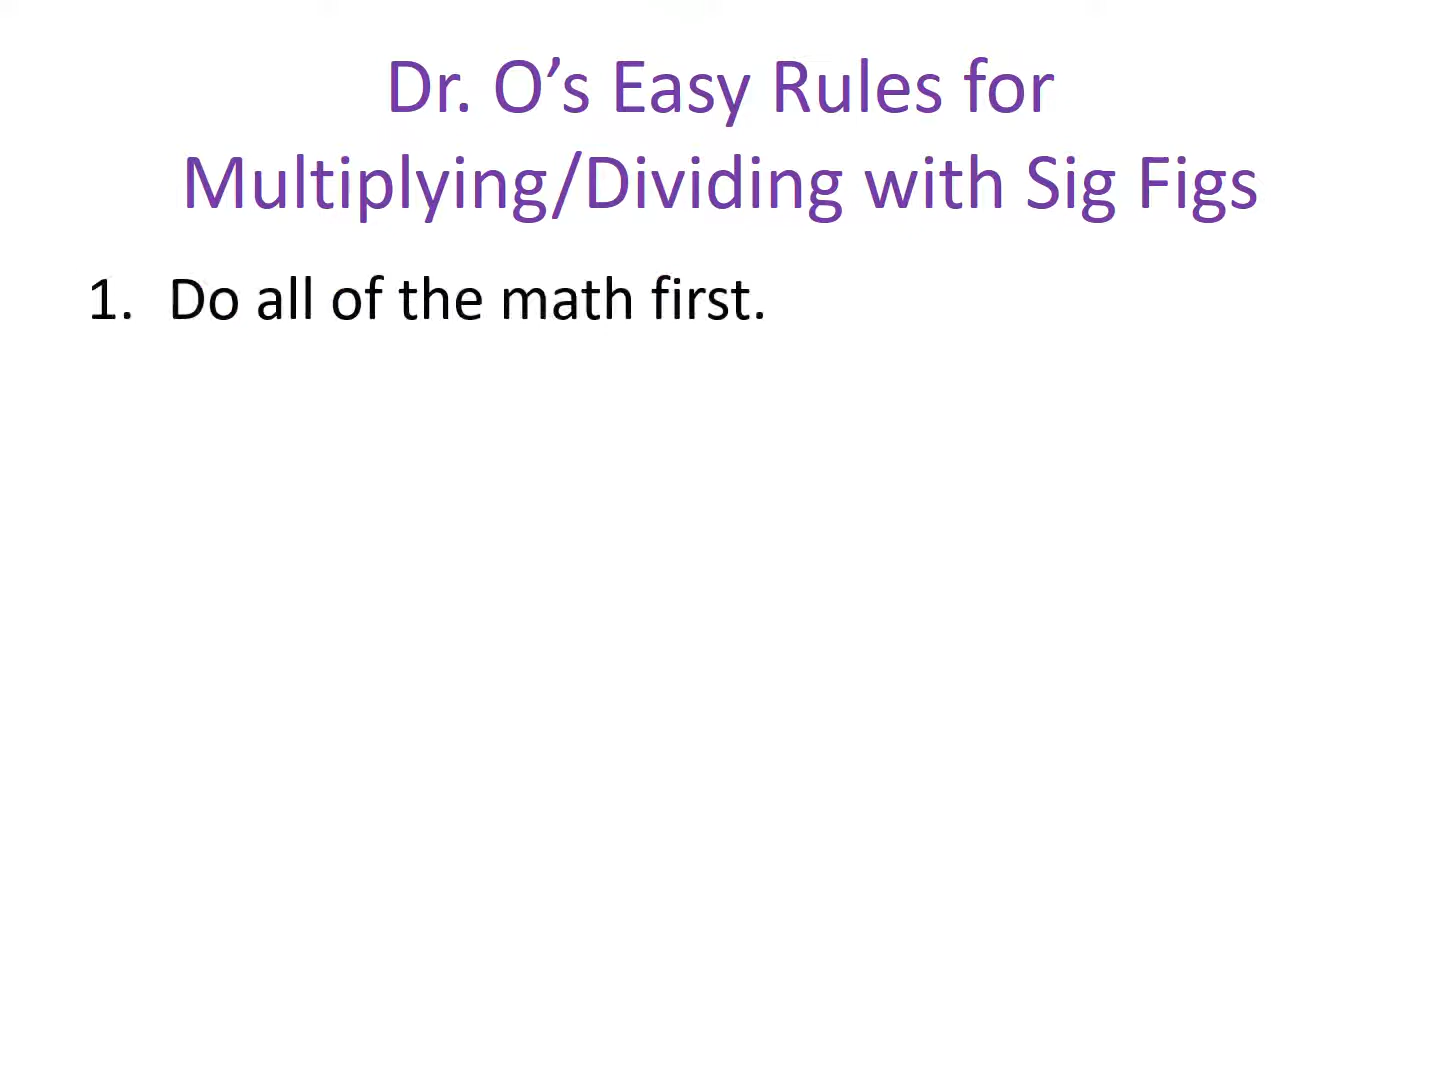 Dr. O’s Easy Rules for
Multiplying/Dividing with Sig Figs
1. Do all of the math first.